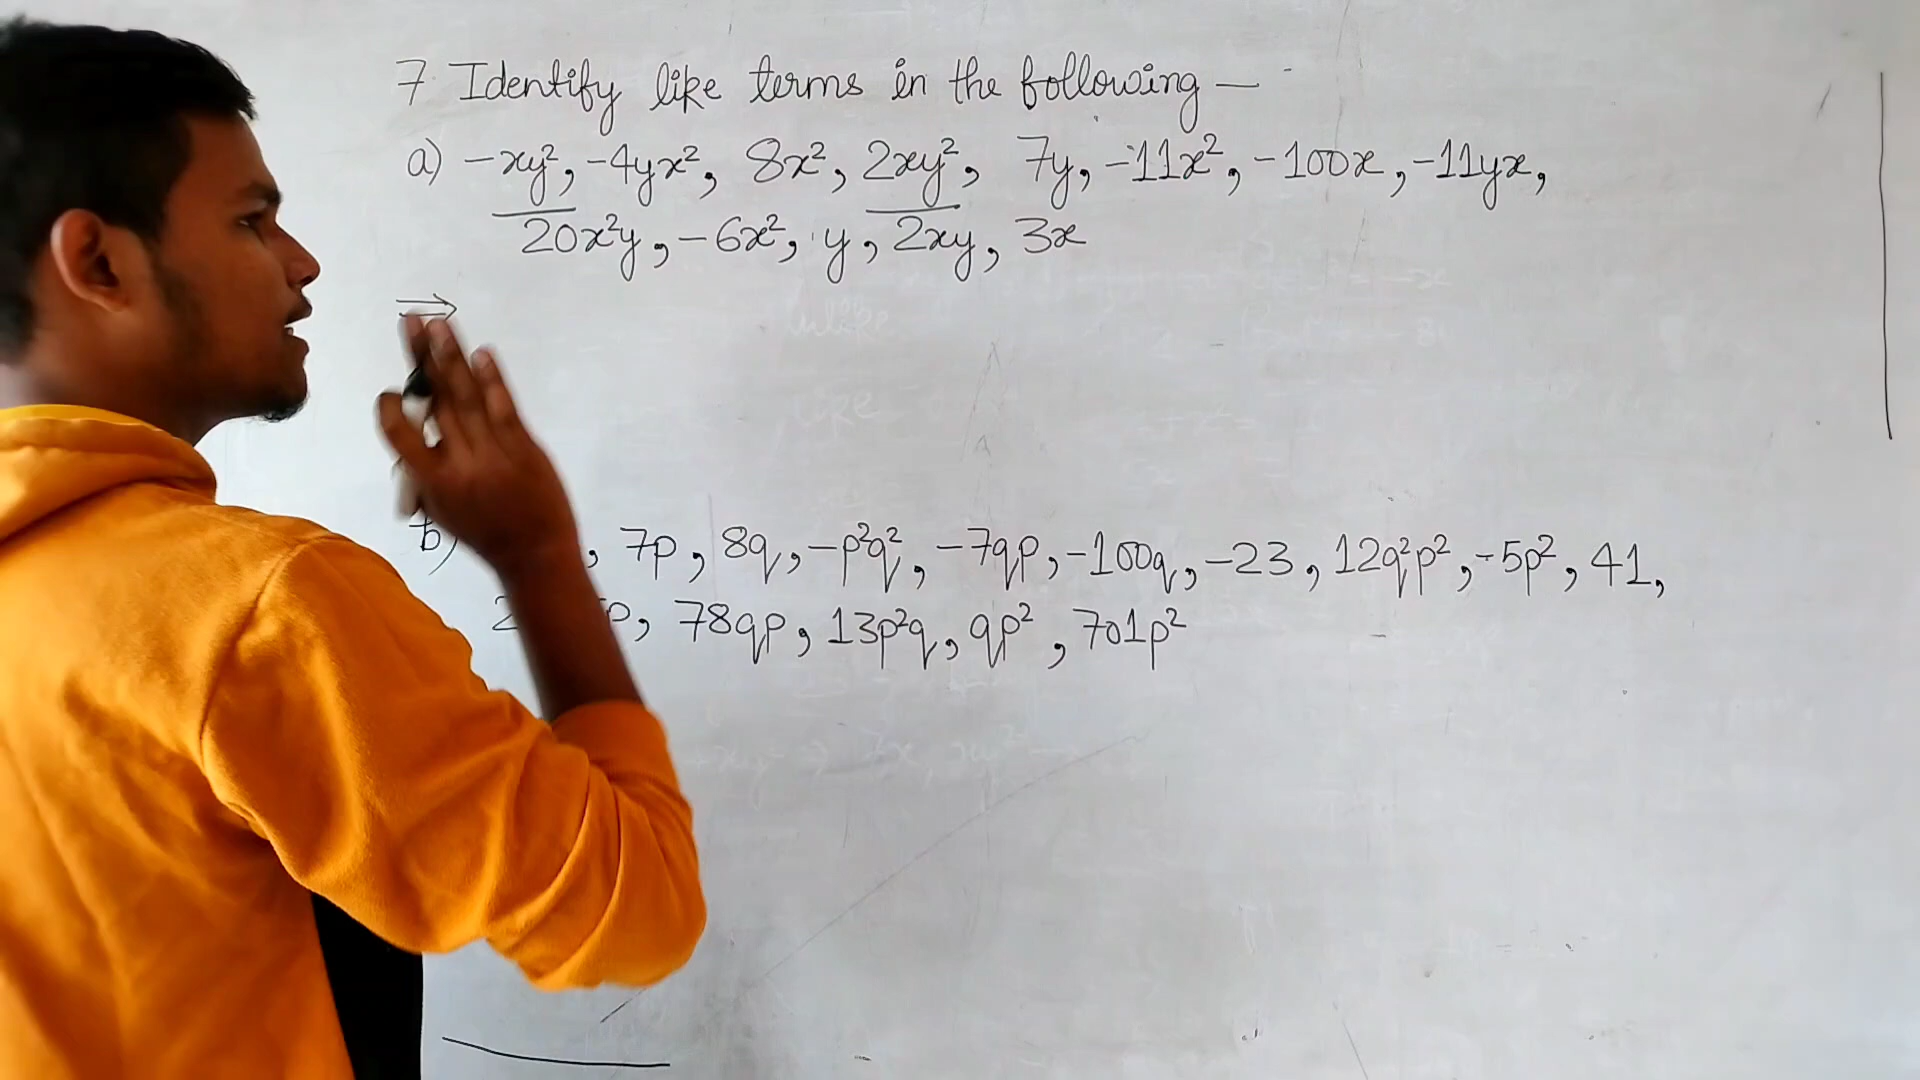 7 Identify like terms in the following —
a) -xy², -4yx², 8x², 2xy², 7y, -11x², -100x, -11yx,
20x²y, -6x², y, 2xy, 3x
⇒
b) , 7p, 8q, -p²q², -7qp, -100q, -23, 12q²p², -5p², 41,
2 p, 78qp, 13p²q, qp², 701p²